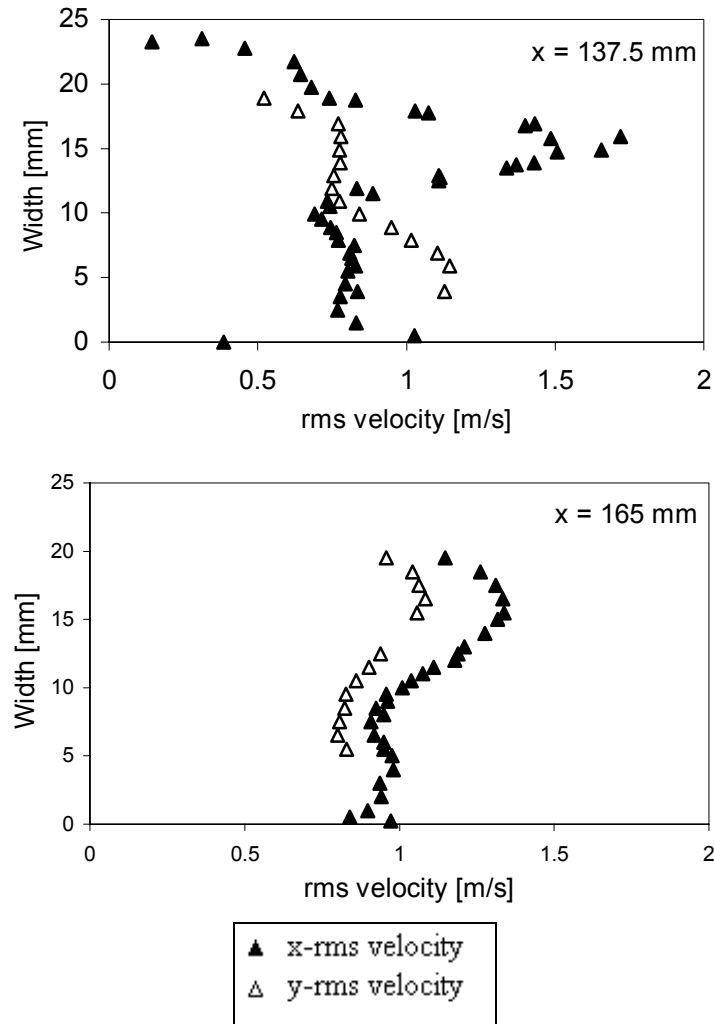 25
x = 137.5 mm
20
15
10
5
0
Width [mm]
0 0.5 1 1.5 2
rms velocity [m/s]
25
x = 165 mm
20
15
10
5
0
Width [mm]
0 0.5 1 1.5 2
rms velocity [m/s]
x-rms velocity
y-rms velocity